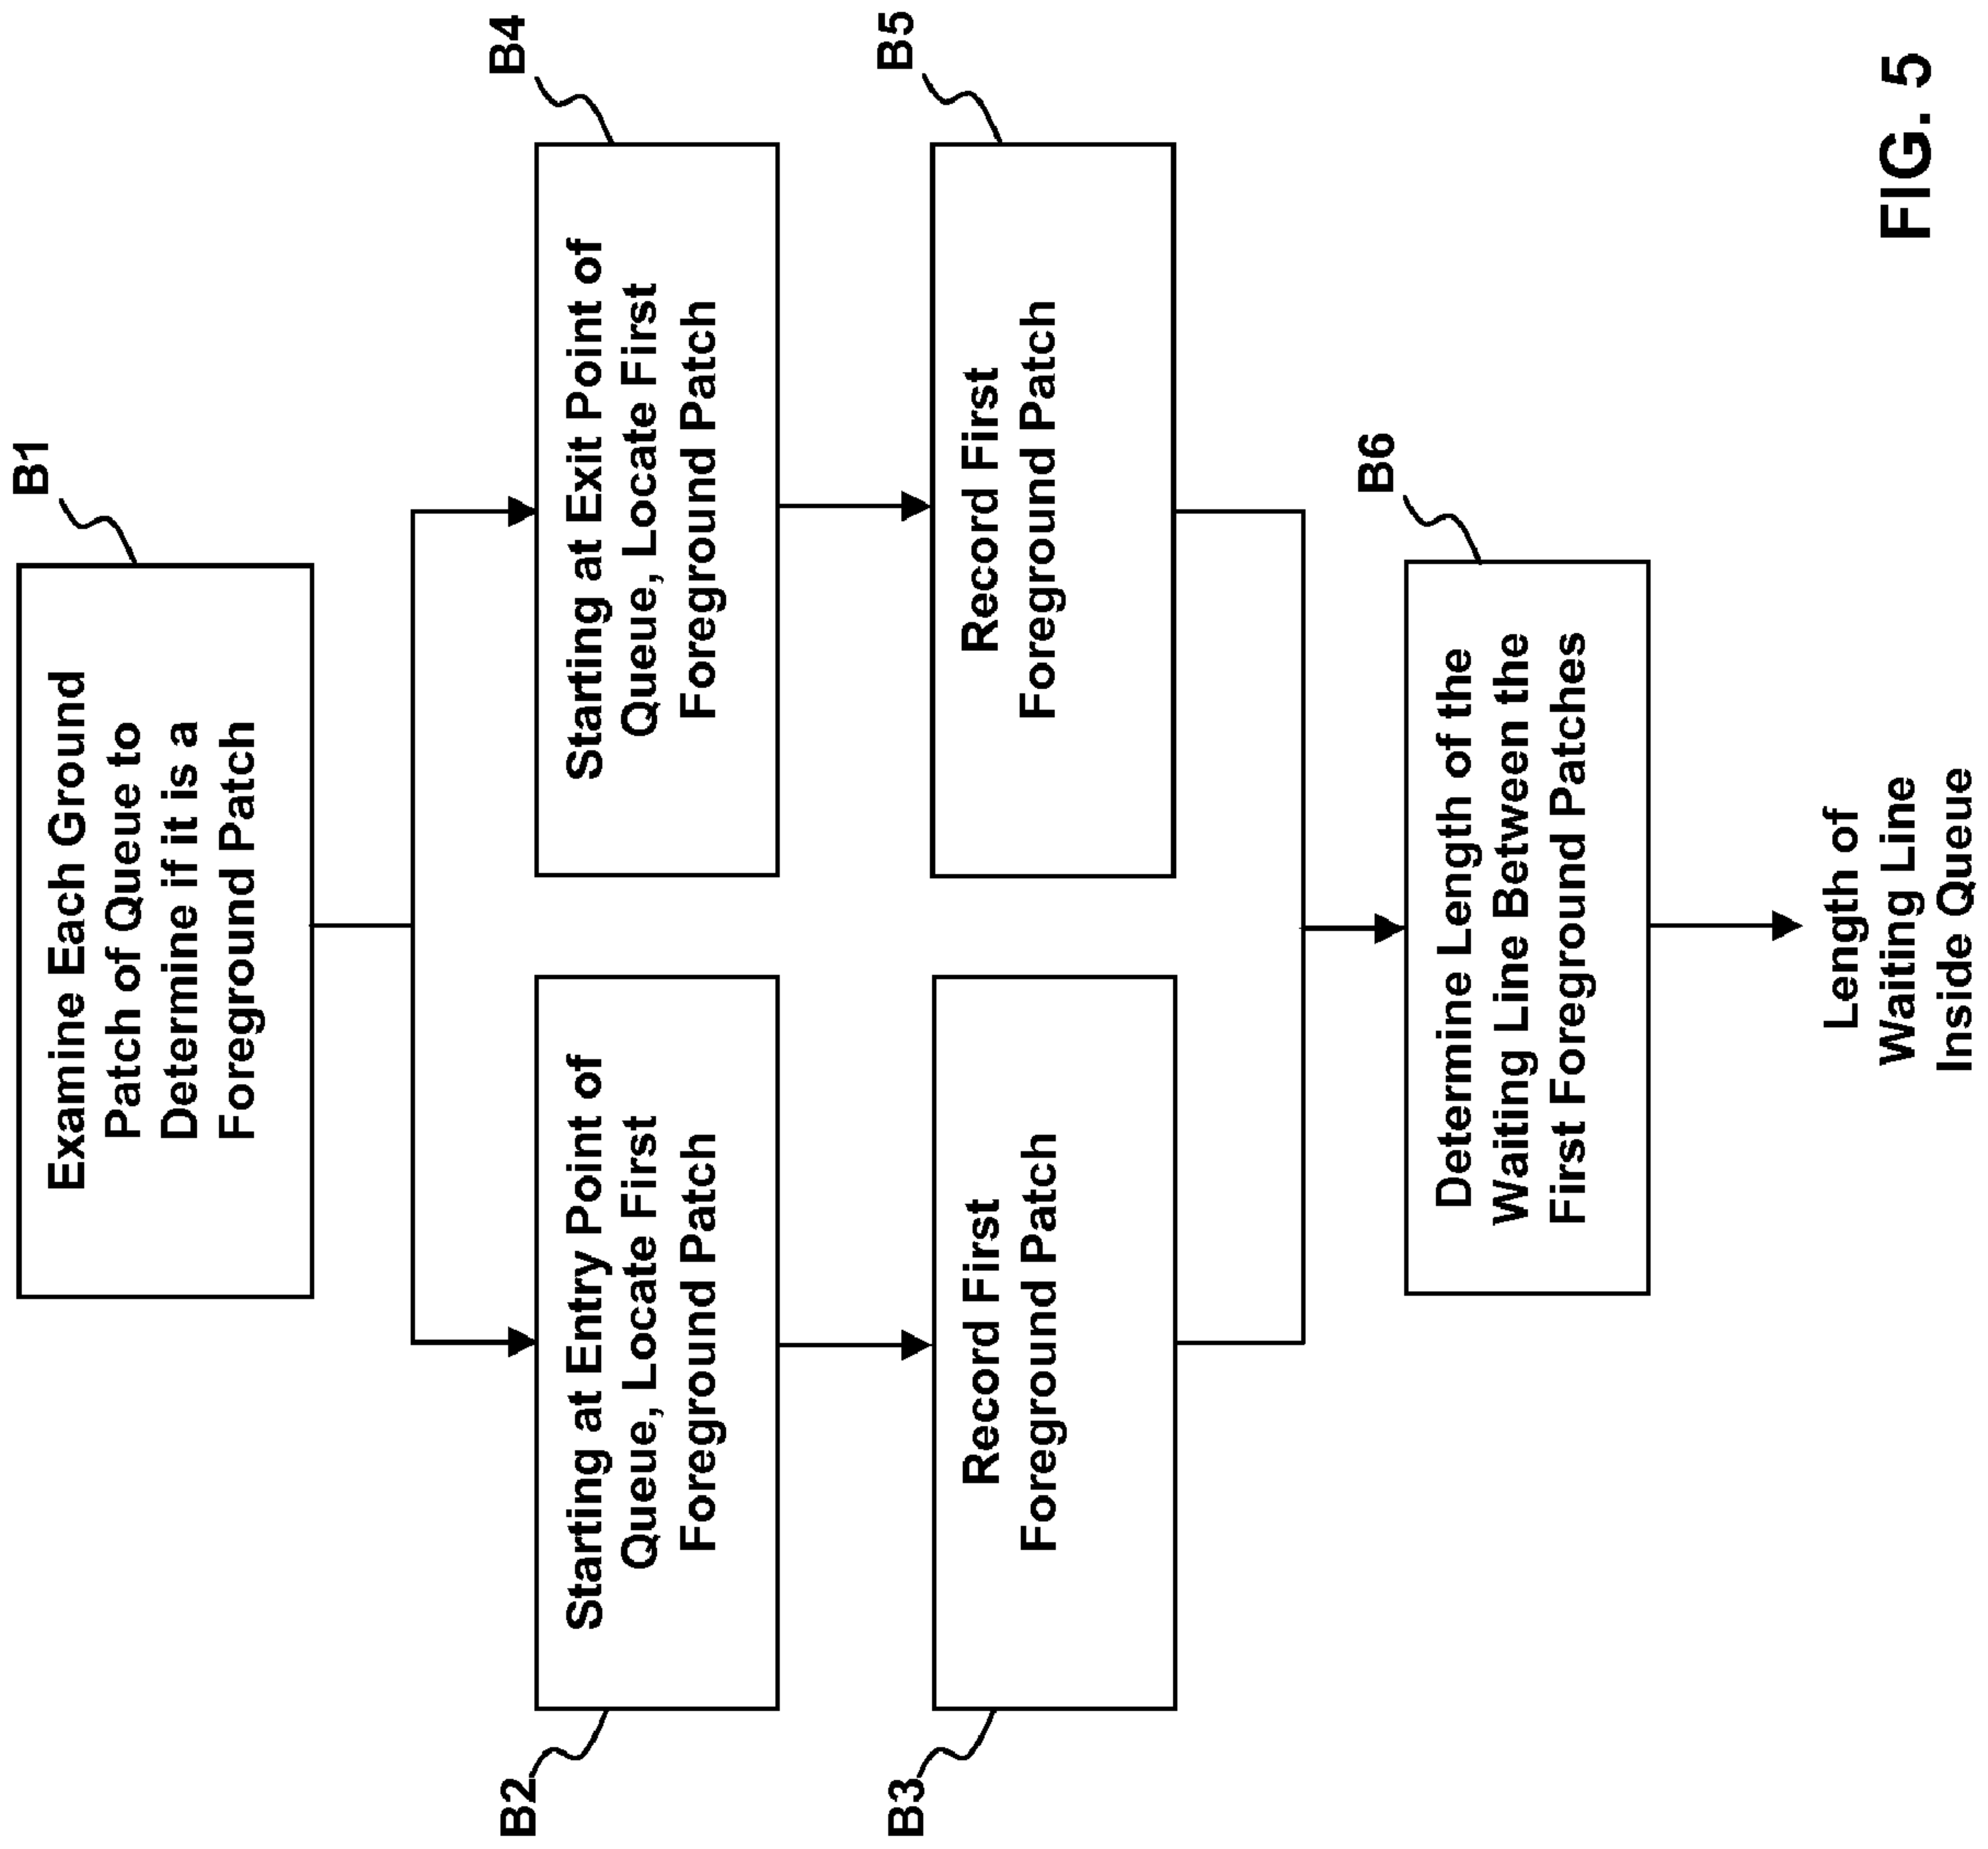 B1
Examine Each Ground
Patch of Queue to
Determine if it is a
Foreground Patch
B2
Starting at Entry Point of
Queue, Locate First
Foreground Patch
B4
Starting at Exit Point of
Queue, Locate First
Foreground Patch
B3
Record First
Foreground Patch
B5
Record First
Foreground Patch
B6
Determine Length of the
Waiting Line Between the
First Foreground Patches
Length of
Waiting Line
Inside Queue
FIG. 5